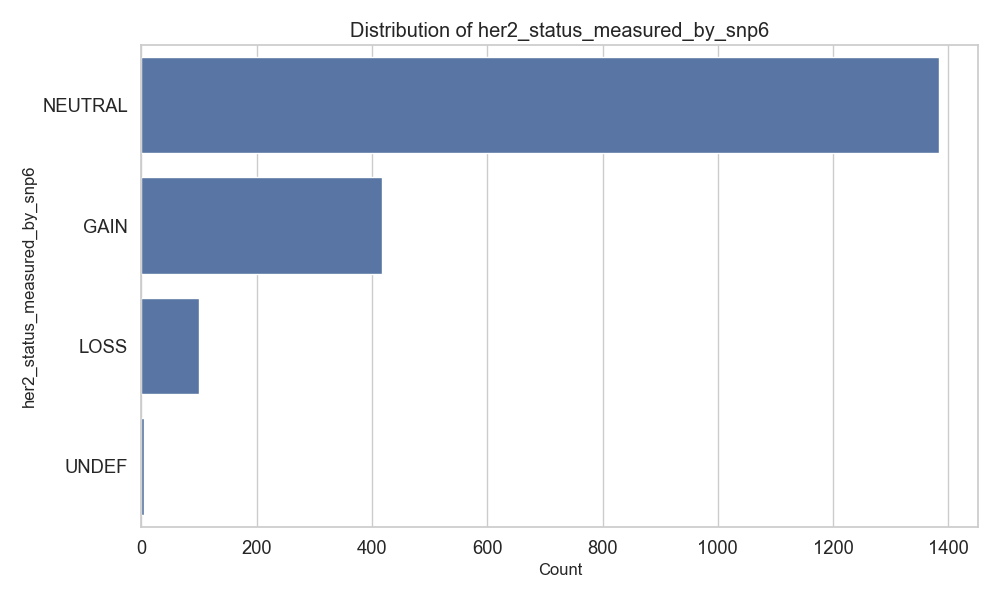 Distribution of her2_status_measured_by_snp6
her2_status_measured_by_snp6
NEUTRAL
GAIN
LOSS
UNDEF
0 200 400 600 800 1000 1200 1400
Count